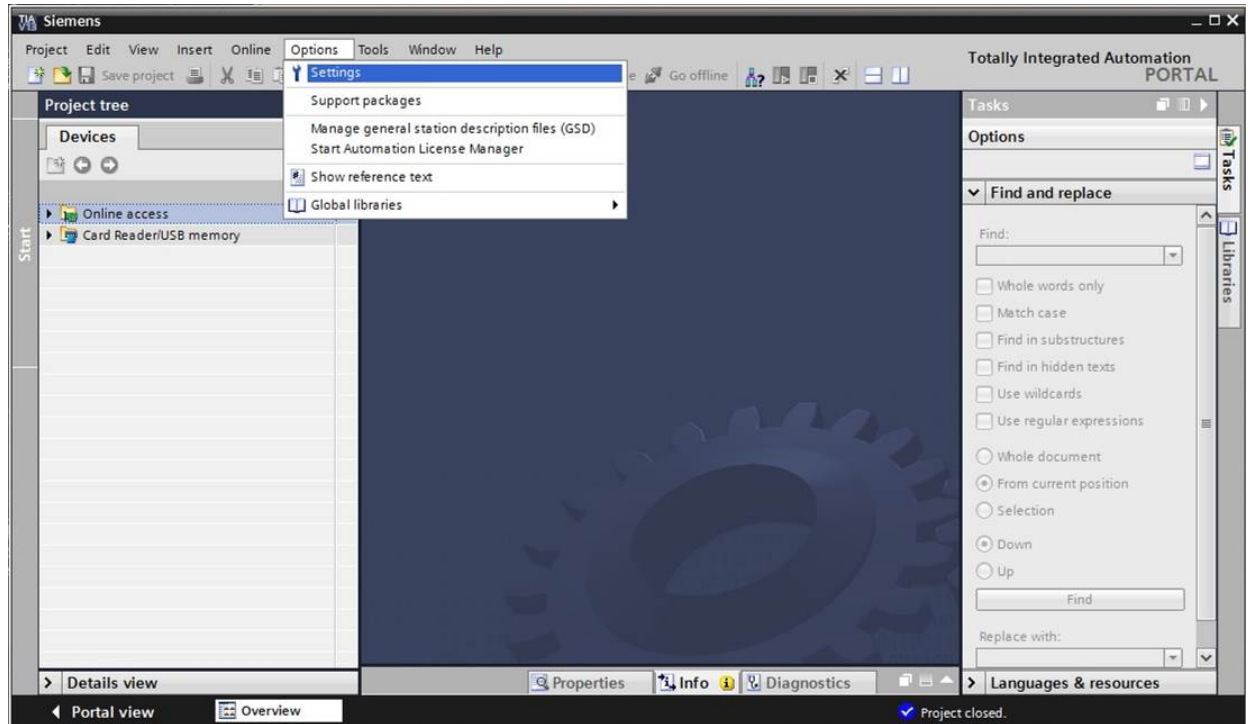 Siemens
Project Edit View Insert Online Options Tools Window Help
Totally Integrated Automation
PORTAL
Save project
Go offline
Settings
Support packages
Manage general station description files (GSD)
Start Automation License Manager
Show reference text
Global libraries
Project tree
Devices
Online access
Card Reader/USB memory
Start
Details view
Tasks
Options
Find and replace
Find:
Whole words only
Match case
Find in substructures
Find in hidden texts
Use wildcards
Use regular expressions
Whole document
From current position
Selection
Down
Up
Find
Replace with:
Languages & resources
Tasks
Libraries
Properties Info Diagnostics
Portal view Overview
Project closed.